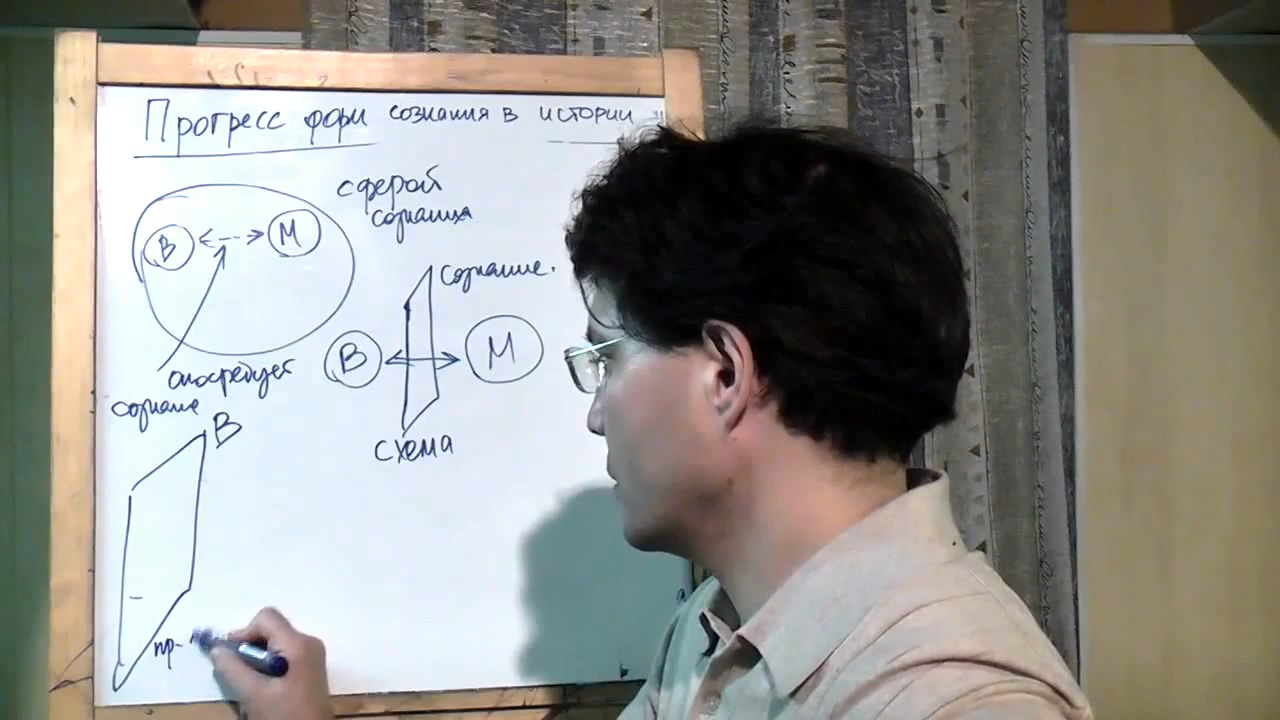 Прогресс форм сознания в истории
сферой
сознания
В
М
Сознание.
В
М
опосредует
сознание
схема
В
пр-